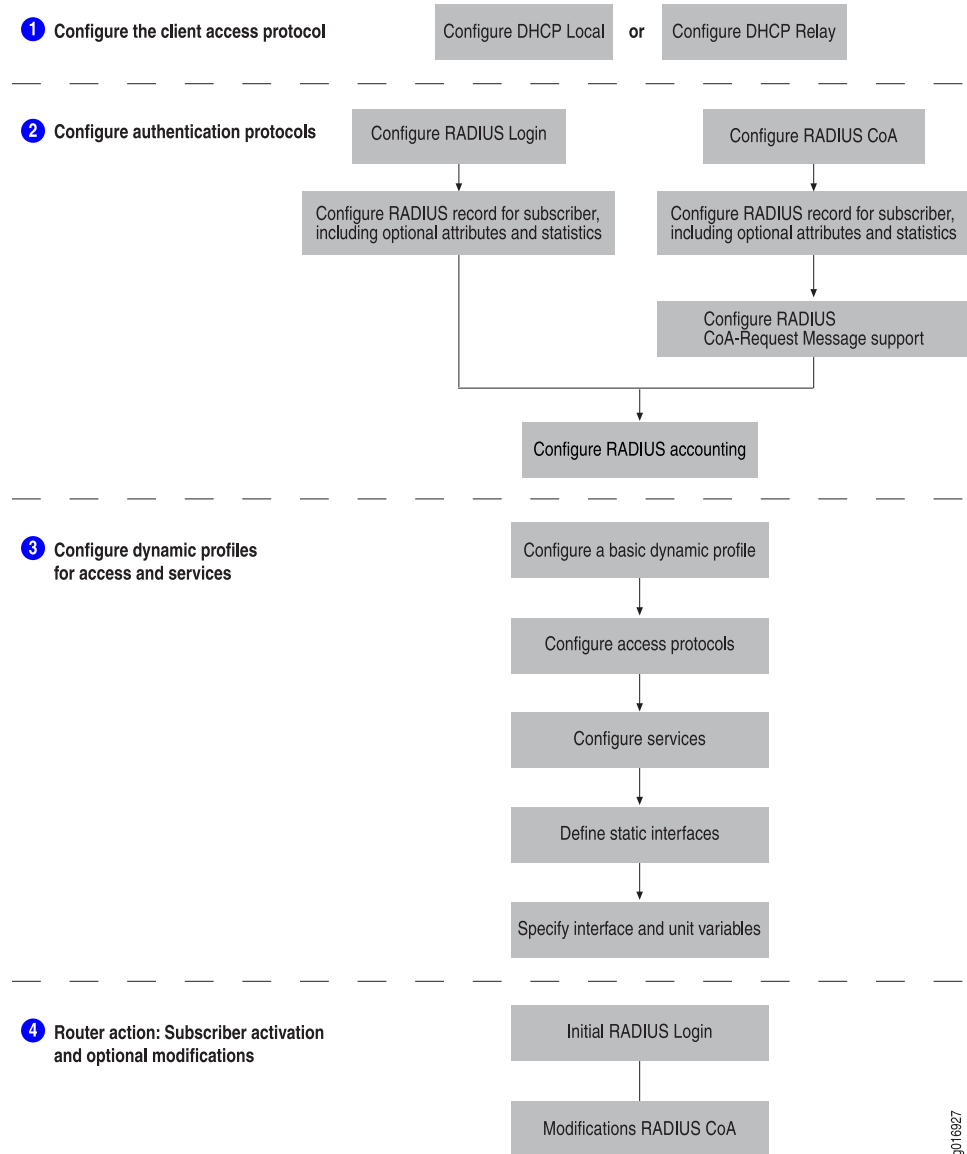 1 Configure the client access protocol
Configure DHCP Local
or
Configure DHCP Relay
2 Configure authentication protocols
Configure RADIUS Login
Configure RADIUS record for subscriber,
including optional attributes and statistics
Configure RADIUS CoA
Configure RADIUS record for subscriber,
including optional attributes and statistics
Configure RADIUS
CoA-Request Message support
Configure RADIUS accounting
3 Configure dynamic profiles
for access and services
Configure a basic dynamic profile
Configure access protocols
Configure services
Define static interfaces
Specify interface and unit variables
4 Router action: Subscriber activation
and optional modifications
Initial RADIUS Login
Modifications RADIUS CoA
g016927